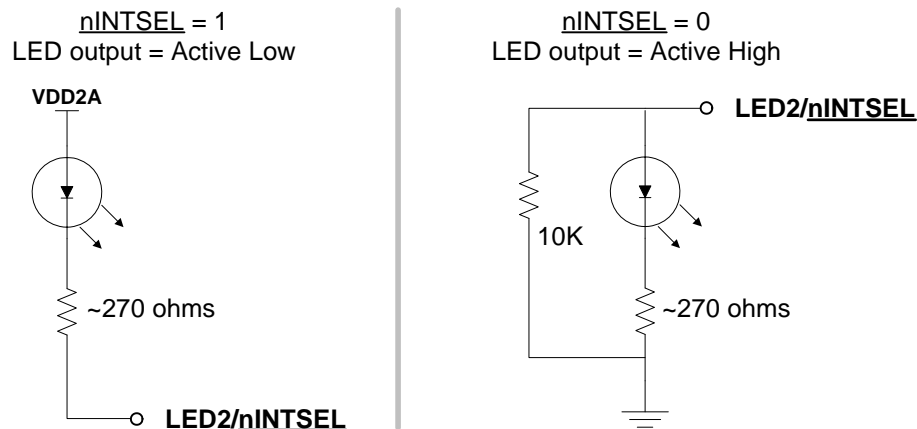 nINTSEL = 1
LED output = Active Low
VDD2A
~270 ohms
LED2/nINTSEL
nINTSEL = 0
LED output = Active High
LED2/nINTSEL
10K
~270 ohms